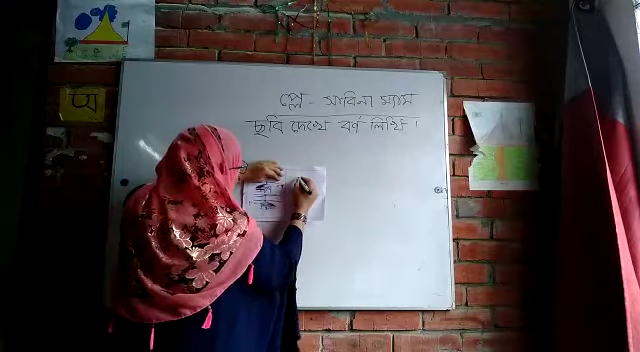 প্লে - সাবিনা ম্যাম
ছবি দেখে বর্ণ লিখি ।